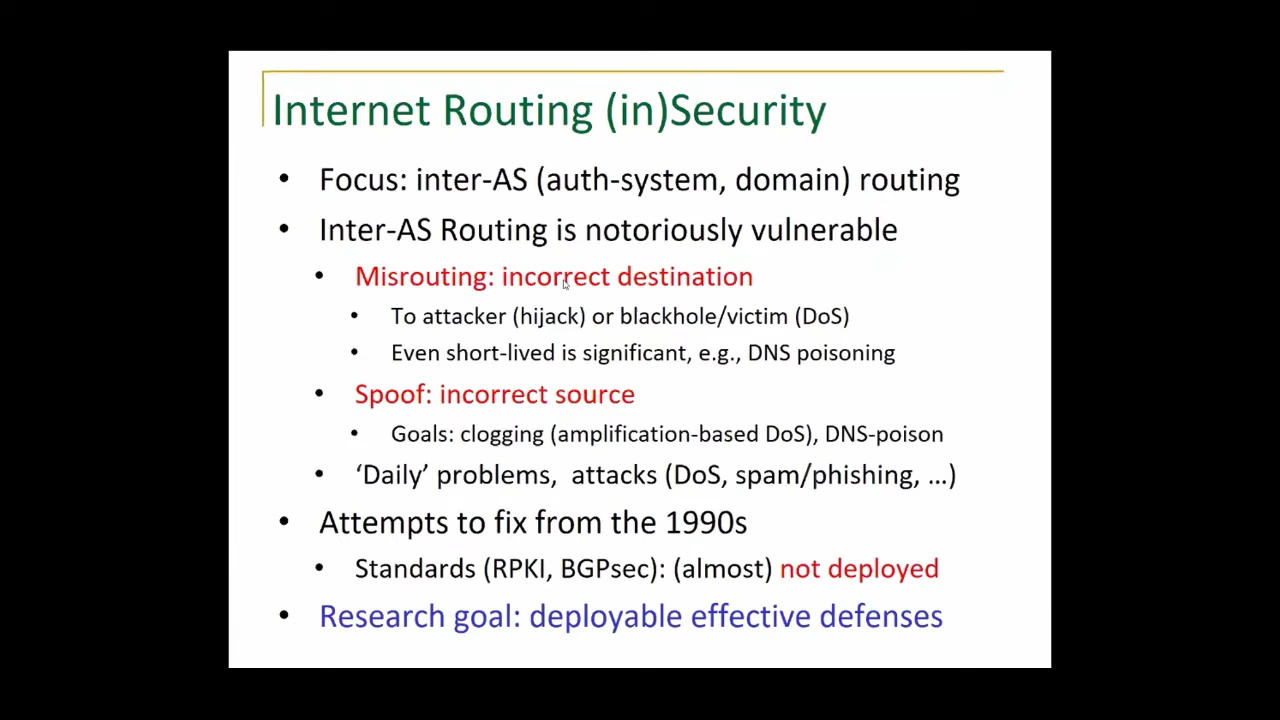 Internet Routing (in)Security
• Focus: inter-AS (auth-system, domain) routing
• Inter-AS Routing is notoriously vulnerable
• Misrouting: incorrect destination
• To attacker (hijack) or blackhole/victim (DoS)
• Even short-lived is significant, e.g., DNS poisoning
• Spoof: incorrect source
• Goals: clogging (amplification-based DoS), DNS-poison
• ‘Daily’ problems,  attacks (DoS, spam/phishing, …)
• Attempts to fix from the 1990s
• Standards (RPKI, BGPsec): (almost) not deployed
• Research goal: deployable effective defenses